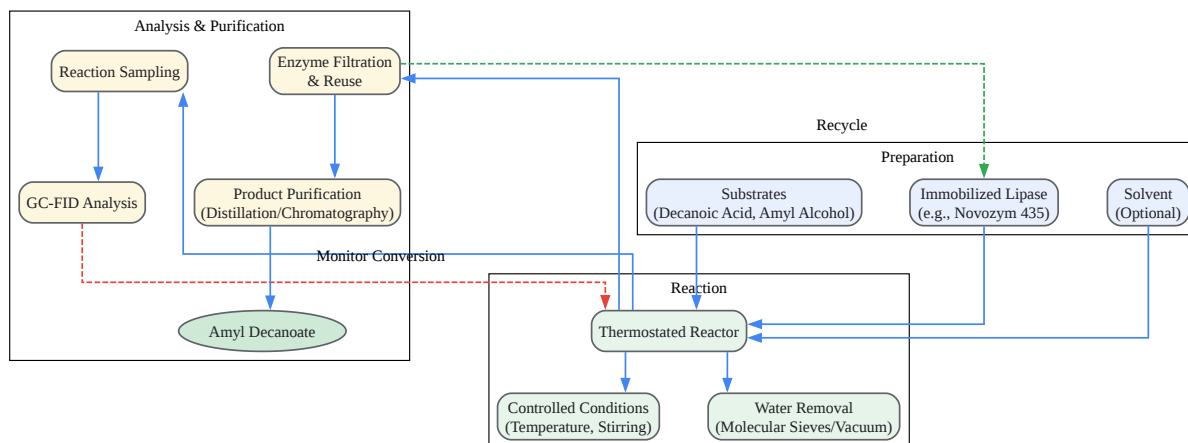 Analysis & Purification
Reaction Sampling
Enzyme Filtration
& Reuse
GC-FID Analysis
Product Purification
(Distillation/Chromatography)
Amyl Decanoate
Monitor Conversion
Recycle
Preparation
Substrates
(Decanoic Acid, Amyl Alcohol)
Immobilized Lipase
(e.g., Novozym 435)
Solvent
(Optional)
Reaction
Thermostated Reactor
Controlled Conditions
(Temperature, Stirring)
Water Removal
(Molecular Sieves/Vacuum)